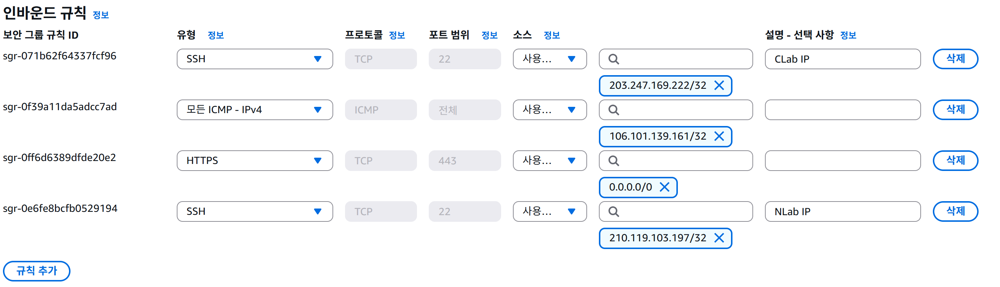 인바운드 규칙 정보
보안 그룹 규칙 ID 유형 정보 프로토콜 정보 포트 범위 정보 소스 정보 설명 - 선택 사항 정보
sgr-071b62f64337fcf96 SSH TCP 22 사용... CLab IP 삭제
203.247.169.222/32
sgr-0f39a11da5adcc7ad 모든 ICMP - IPv4 ICMP 전체 사용... 삭제
106.101.139.161/32
sgr-0ff6d6389dfde20e2 HTTPS TCP 443 사용... 삭제
0.0.0.0/0
sgr-0e6fe8bcfb0529194 SSH TCP 22 사용... NLab IP 삭제
210.119.103.197/32
규칙 추가